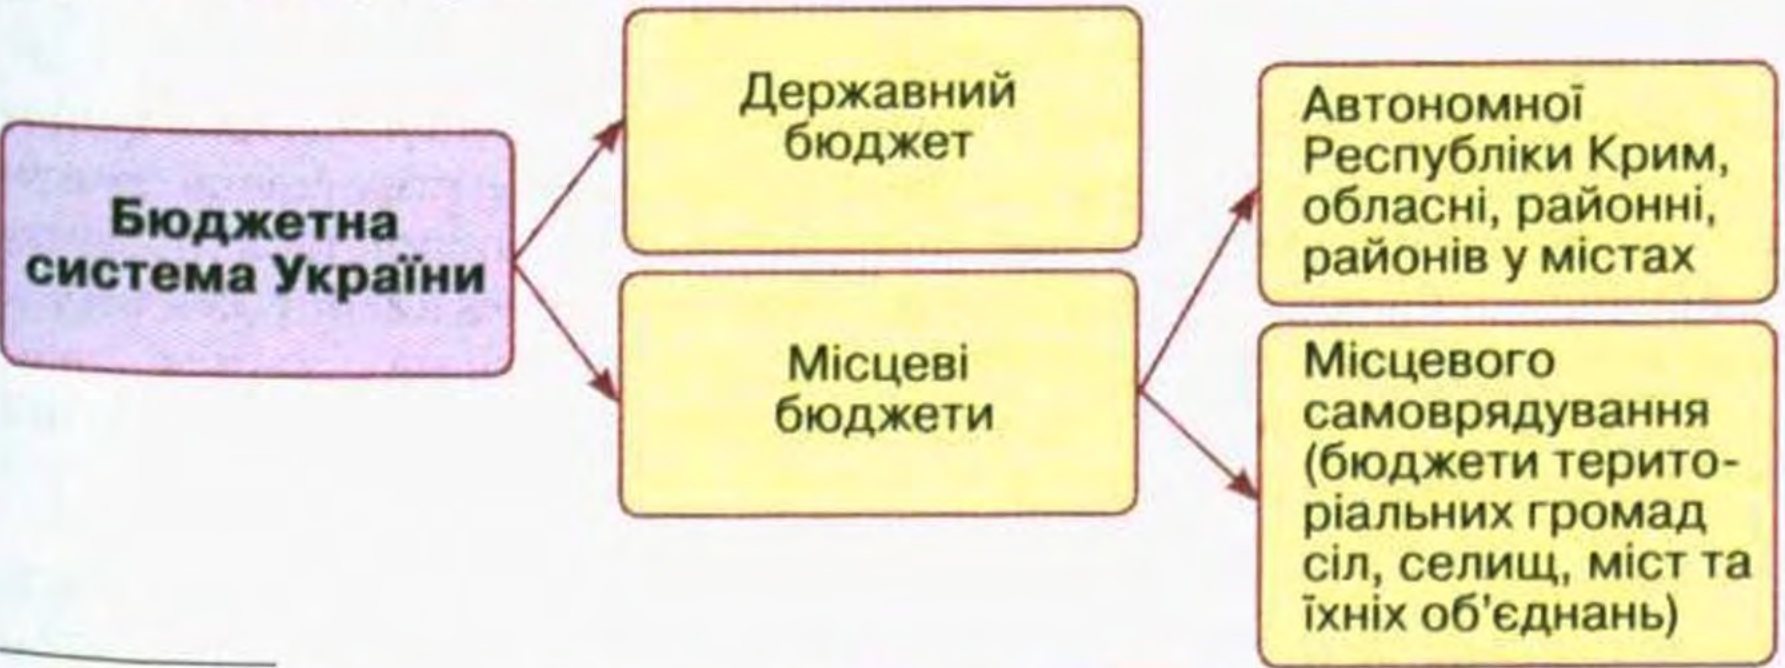 Бюджетна
система України
Державний
бюджет
Місцеві
бюджети
Автономної
Республіки Крим,
обласні, районні,
районів у містах
Місцевого
самоврядування
(бюджети терито-
ріальних громад
сіл, селищ, міст та
їхніх об'єднань)